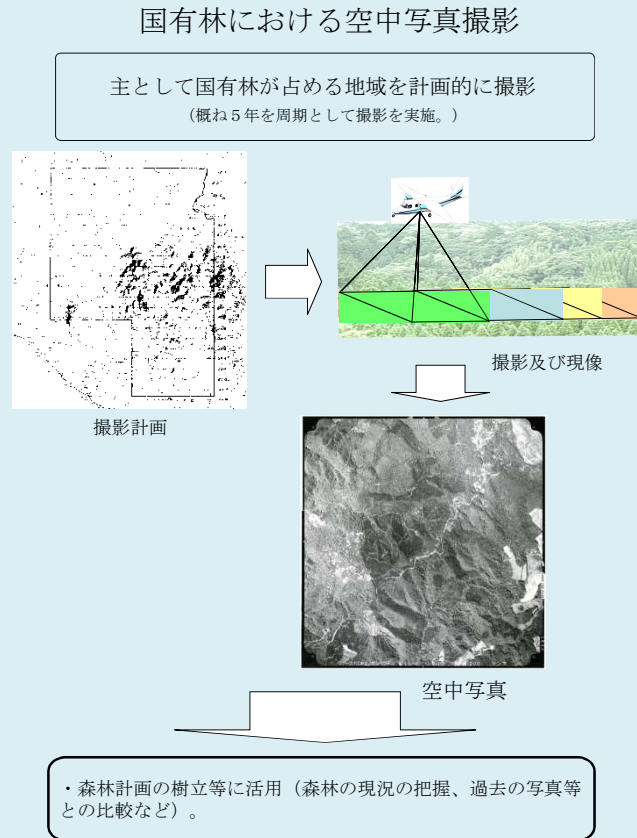 国有林における空中写真撮影
主として国有林が占める地域を計画的に撮影
（概ね５年を周期として撮影を実施。）
撮影及び現像
撮影計画
空中写真
・森林計画の樹立等に活用（森林の現況の把握、過去の写真等
との比較など）。